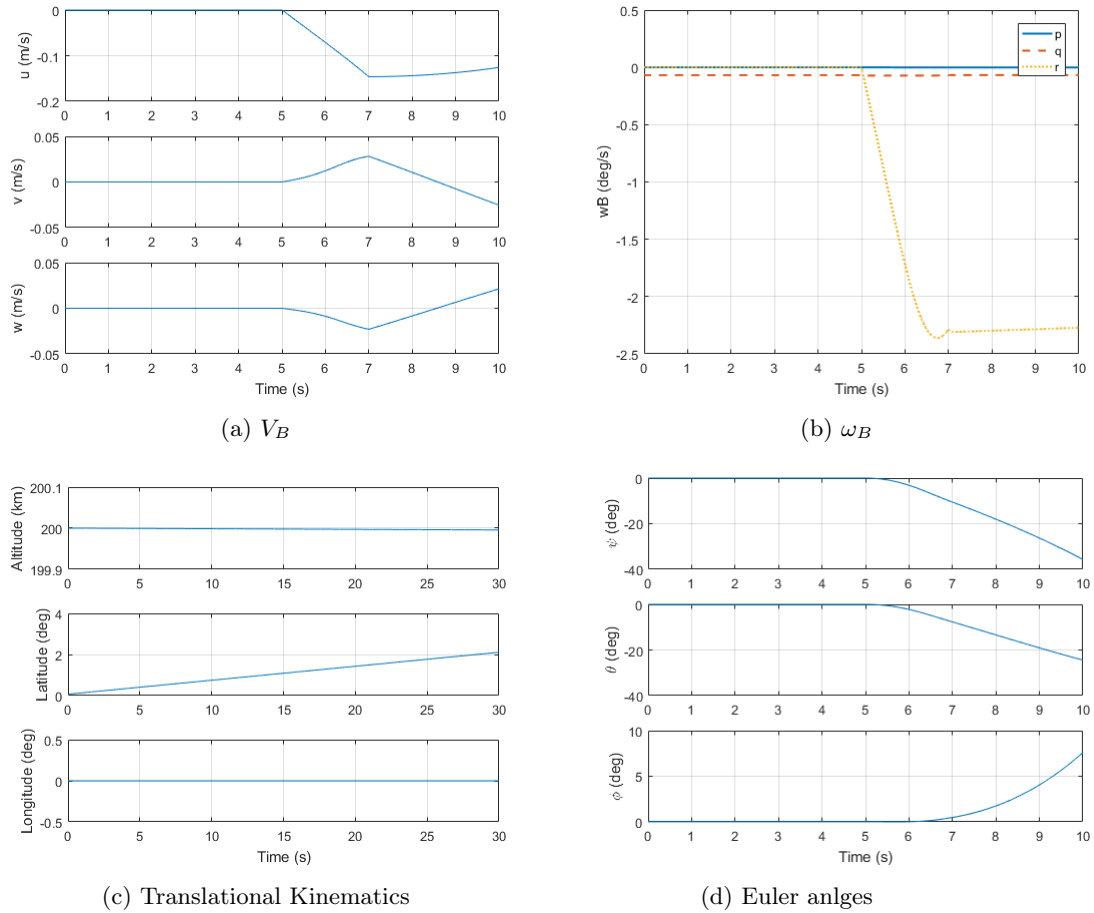 0
-0.1
-0.2
u (m/s)
0 1 2 3 4 5 6 7 8 9 10
0.05
0
-0.05
v (m/s)
0 1 2 3 4 5 6 7 8 9 10
0.05
0
-0.05
w (m/s)
0 1 2 3 4 5 6 7 8 9 10
Time (s)
(a) V_B
0.5
0
-0.5
-1
-1.5
-2
-2.5
wB (deg/s)
p
q
r
0 1 2 3 4 5 6 7 8 9 10
Time (s)
(b) ω_B
200.1
200
199.9
Altitude (km)
0 5 10 15 20 25 30
4
2
0
Latitude (deg)
0 5 10 15 20 25 30
0.5
0
-0.5
Longitude (deg)
0 5 10 15 20 25 30
Time (s)
(c) Translational Kinematics
0
-20
-40
ψ (deg)
0 1 2 3 4 5 6 7 8 9 10
0
-20
-40
θ (deg)
0 1 2 3 4 5 6 7 8 9 10
10
5
0
ϕ (deg)
0 1 2 3 4 5 6 7 8 9 10
Time (s)
(d) Euler anlges